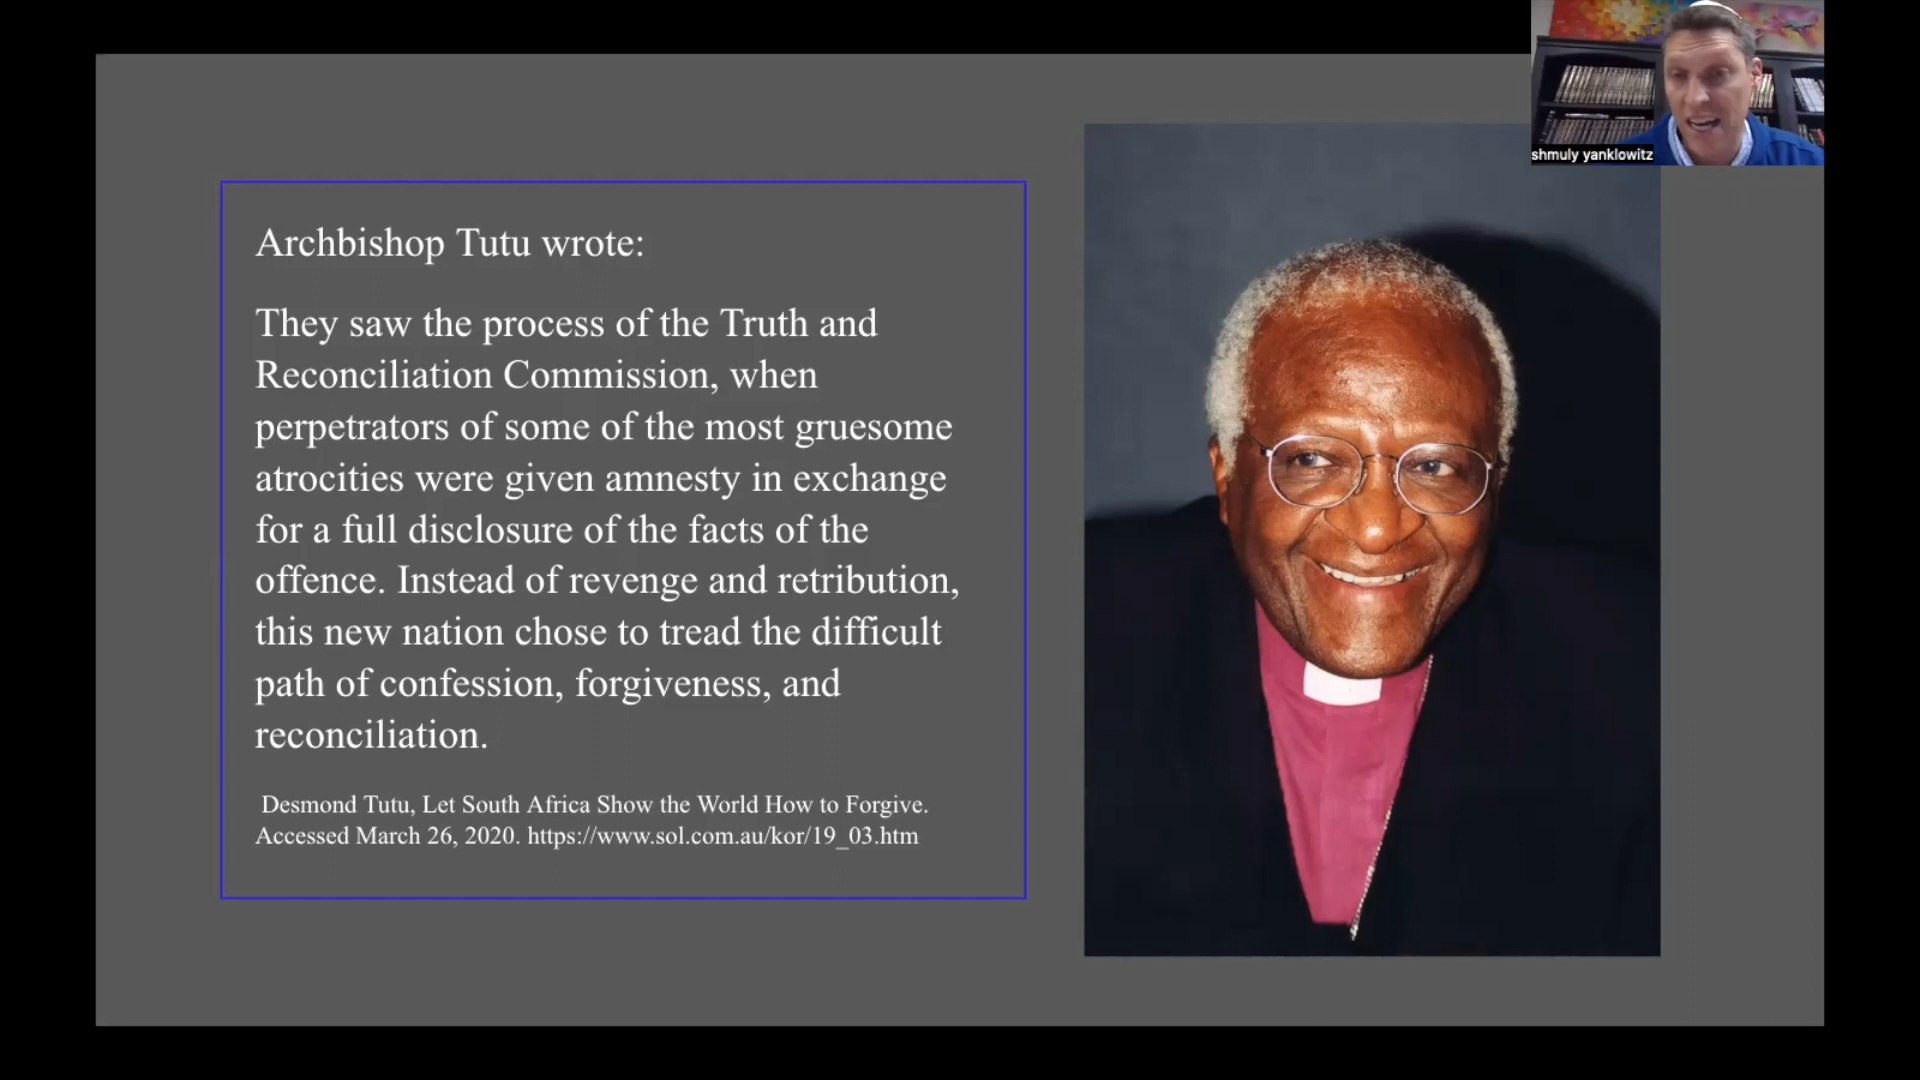 shmuly yanklowitz
Archbishop Tutu wrote:
They saw the process of the Truth and
Reconciliation Commission, when
perpetrators of some of the most gruesome
atrocities were given amnesty in exchange
for a full disclosure of the facts of the
offence. Instead of revenge and retribution,
this new nation chose to tread the difficult
path of confession, forgiveness, and
reconciliation.
Desmond Tutu, Let South Africa Show the World How to Forgive.
Accessed March 26, 2020. https://www.sol.com.au/kor/19_03.htm